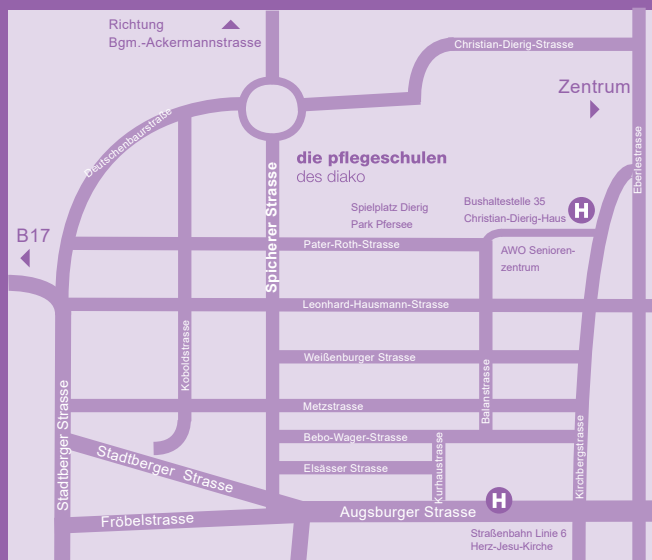 Richtung
Bgm.-Ackermannstrasse
Christian-Dierig-Strasse
Zentrum
Deutschenbaurstraße
Eberlestrasse
die pflegeschulen
des diako
Spicherer Strasse
Spielplatz Dierig
Park Pfersee
Bushaltestelle 35
Christian-Dierig-Haus
H
B17
Pater-Roth-Strasse
AWO Senioren-
zentrum
Leonhard-Hausmann-Strasse
Koboldstrasse
Weißenburger Strasse
Balanstrasse
Stadtberger Strasse
Metzstrasse
Kirchbergstrasse
Bebo-Wager-Strasse
Kurhaustrasse
Stadtberger Strasse
Elsässer Strasse
H
Augsburger Strasse
Fröbelstrasse
Straßenbahn Linie 6
Herz-Jesu-Kirche